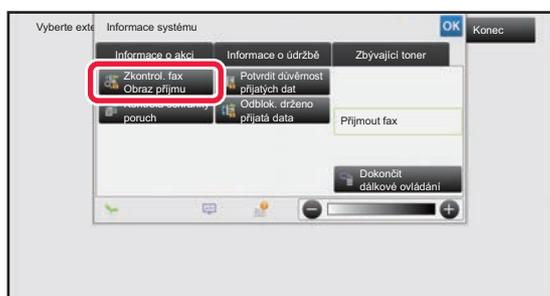 Vyberte exte
Informace systému
OK
Konec
Informace o akci
Informace o údržbě
Zbývající toner
Zkontrol. fax
Obraz příjmu
Potvrdit důvěrnost
přijatých dat
poruch
Odblok. drženo
přijatá data
Přijmout fax
Dokončit
dálkové ovládání